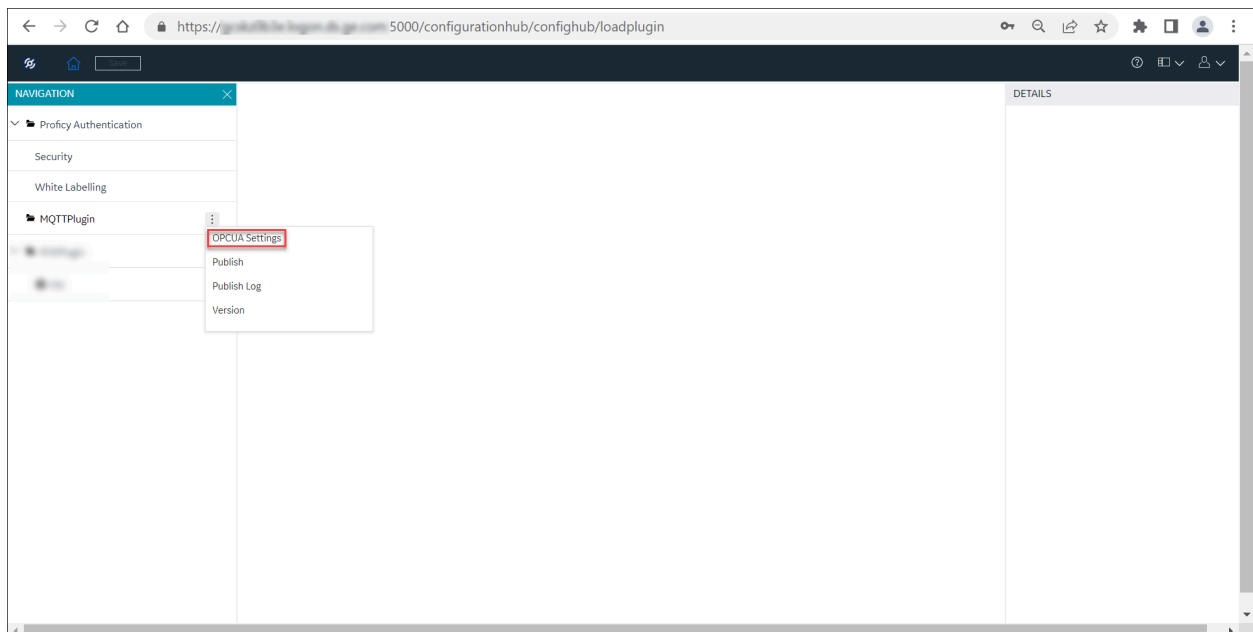 https:// 5000/configurationhub/confighub/loadplugin
Save
NAVIGATION
DETAILS
Proficy Authentication
Security
White Labelling
MQTTPlugin
OPCUA Settings
Publish
Publish Log
Version